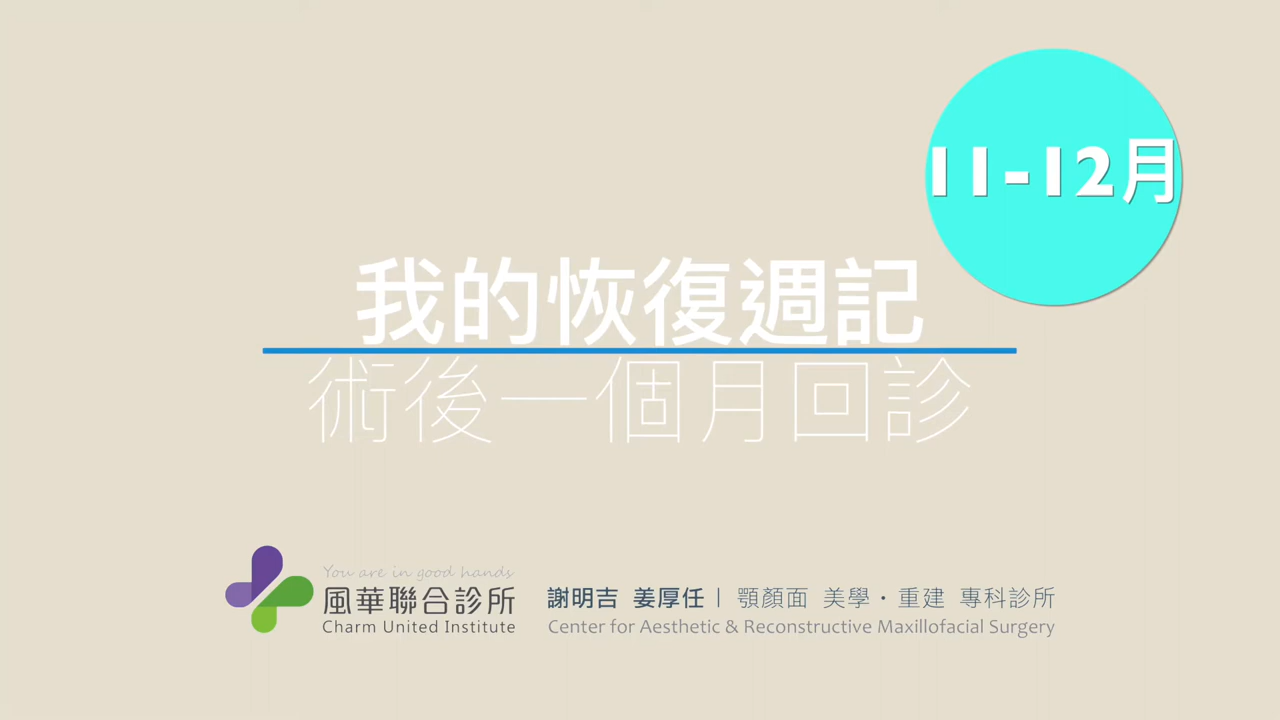 11-12月
我的恢復週記
術後一個月回診
You are in good hands
風華聯合診所
Charm United Institute
謝明吉 姜厚任 | 顎顏面 美學・重建 專科診所
Center for Aesthetic & Reconstructive Maxillofacial Surgery